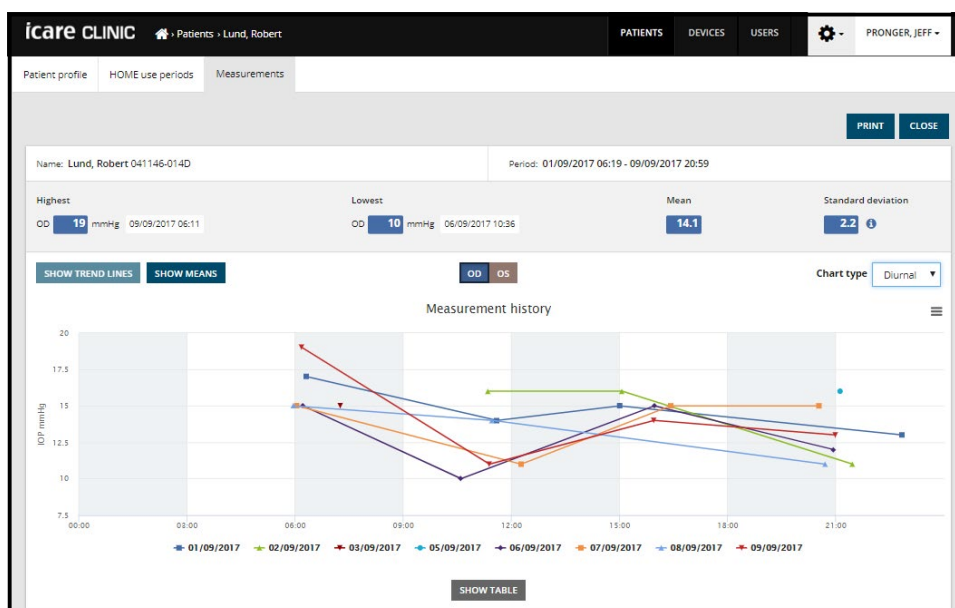 icare CLINIC › Patients › Lund, Robert PATIENTS DEVICES USERS PRONGER, JEFF
Patient profile HOME use periods Measurements
PRINT CLOSE
Name: Lund, Robert 041146-014D Period: 01/09/2017 06:19 - 09/09/2017 20:59
Highest Lowest Mean Standard deviation
OD 19 mmHg 09/09/2017 06:11 OD 10 mmHg 06/09/2017 10:36 14.1 2.2 i
SHOW TREND LINES SHOW MEANS OD OS Chart type Diurnal
Measurement history
20
17.5
15
12.5
10
7.5
IOP mmHg
00:00 03:00 06:00 09:00 12:00 15:00 18:00 21:00
01/09/2017 02/09/2017 03/09/2017 05/09/2017 06/09/2017 07/09/2017 08/09/2017 09/09/2017
SHOW TABLE